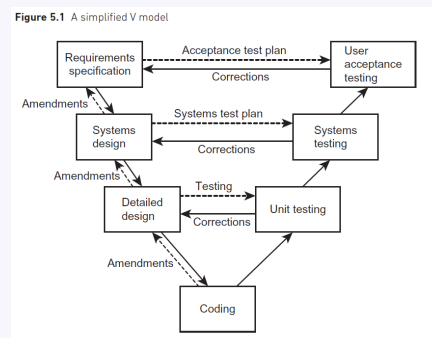 Figure 5.1 A simplified V model
Requirements
specification
Acceptance test plan
Corrections
User
acceptance
testing
Amendments
Systems
design
Systems test plan
Corrections
Systems
testing
Amendments
Detailed
design
Testing
Corrections
Unit testing
Amendments
Coding